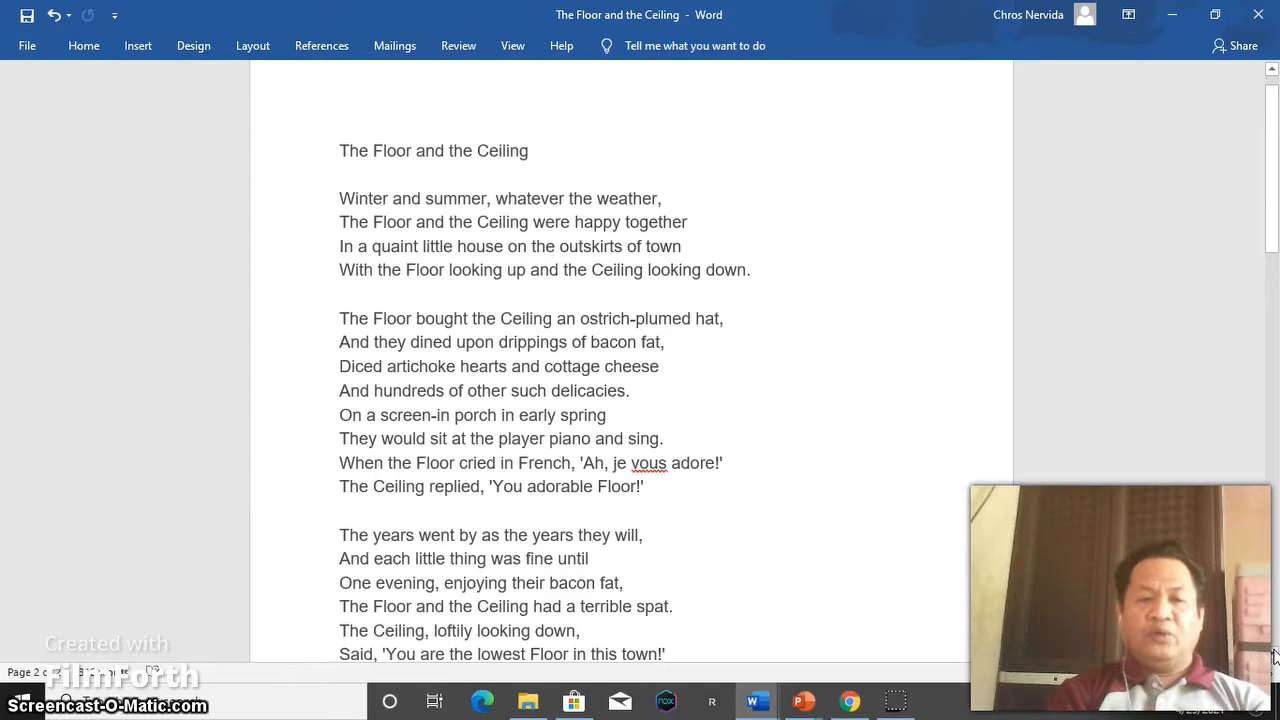 The Floor and the Ceiling - Word
Chros Nervida
File Home Insert Design Layout References Mailings Review View Help Tell me what you want to do Share
The Floor and the Ceiling
Winter and summer, whatever the weather,
The Floor and the Ceiling were happy together
In a quaint little house on the outskirts of town
With the Floor looking up and the Ceiling looking down.
The Floor bought the Ceiling an ostrich-plumed hat,
And they dined upon drippings of bacon fat,
Diced artichoke hearts and cottage cheese
And hundreds of other such delicacies.
On a screen-in porch in early spring
They would sit at the player piano and sing.
When the Floor cried in French, 'Ah, je vous adore!'
The Ceiling replied, 'You adorable Floor!'
The years went by as the years they will,
And each little thing was fine until
One evening, enjoying their bacon fat,
The Floor and the Ceiling had a terrible spat.
The Ceiling, loftily looking down,
Said, 'You are the lowest Floor in this town!'
Created with
FilmForth
Page 2 of
nox
R
Screencast-O-Matic.com